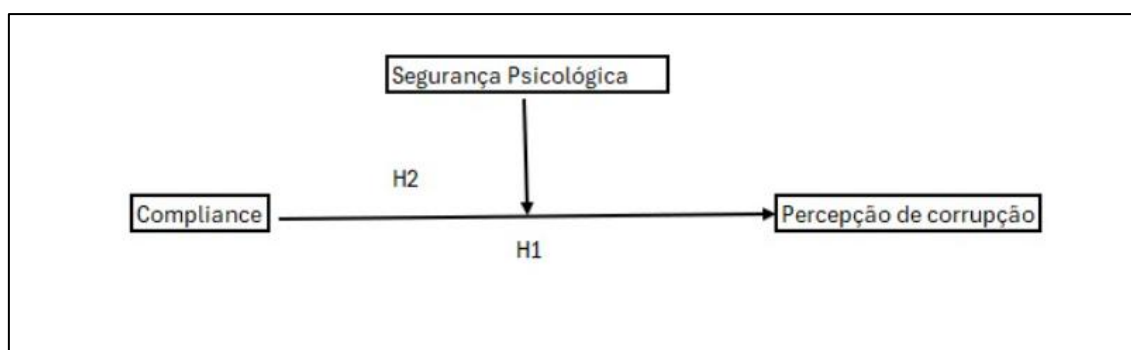 Segurança Psicológica
H2
Compliance
Percepção de corrupção
H1